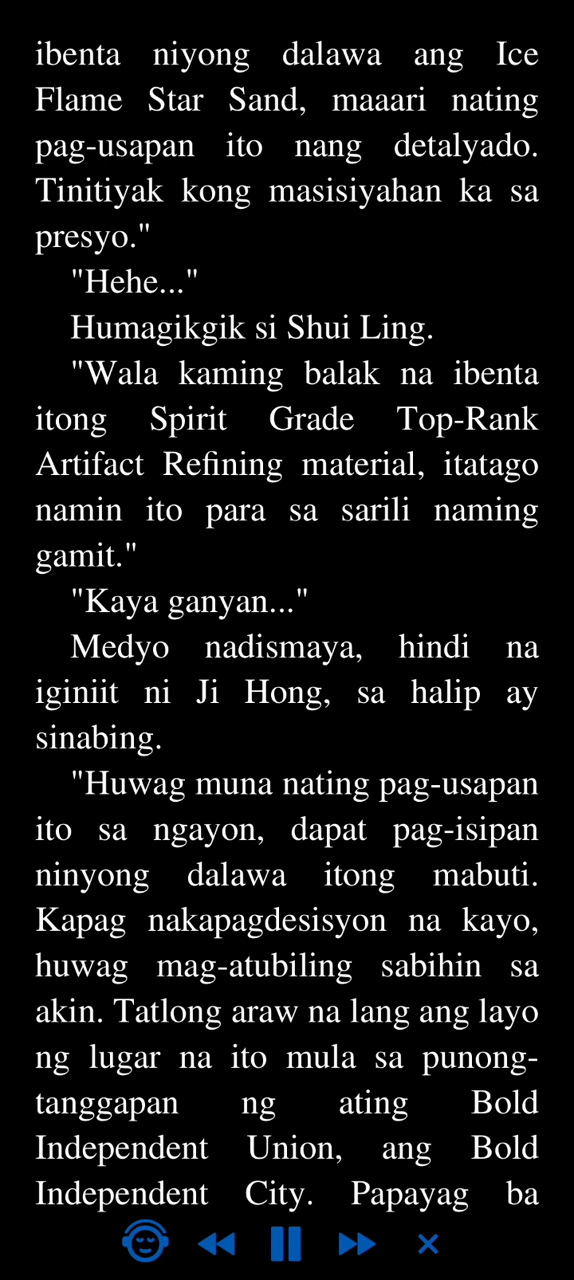 ibenta niyong dalawa ang Ice
Flame Star Sand, maaari nating
pag-usapan ito nang detalyado.
Tinitiyak kong masisiyahan ka sa
presyo."
"Hehe..."
Humagikgik si Shui Ling.
"Wala kaming balak na ibenta
itong Spirit Grade Top-Rank
Artifact Refining material, itatago
namin ito para sa sarili naming
gamit."
"Kaya ganyan..."
Medyo nadismaya, hindi na
iginiit ni Ji Hong, sa halip ay
sinabing.
"Huwag muna nating pag-usapan
ito sa ngayon, dapat pag-isipan
ninyong dalawa itong mabuti.
Kapag nakapagdesisyon na kayo,
huwag mag-atubiling sabihin sa
akin. Tatlong araw na lang ang layo
ng lugar na ito mula sa punong-
tanggapan ng ating Bold
Independent Union, ang Bold
Independent City. Papayag ba